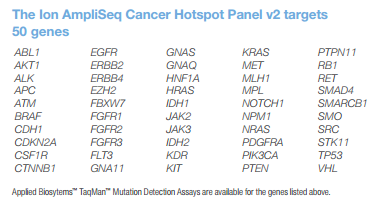 The Ion AmpliSeq Cancer Hotspot Panel v2 targets
50 genes
ABL1 EGFR GNAS KRAS PTPN11
AKT1 ERBB2 GNAQ MET RB1
ALK ERBB4 HNF1A MLH1 RET
APC EZH2 HRAS MPL SMAD4
ATM FBXW7 IDH1 NOTCH1 SMARCB1
BRAF FGFR1 JAK2 NPM1 SMO
CDH1 FGFR2 JAK3 NRAS SRC
CDKN2A FGFR3 IDH2 PDGFRA STK11
CSF1R FLT3 KDR PIK3CA TP53
CTNNB1 GNA11 KIT PTEN VHL
Applied Biosytems™ TaqMan™ Mutation Detection Assays are available for the genes listed above.